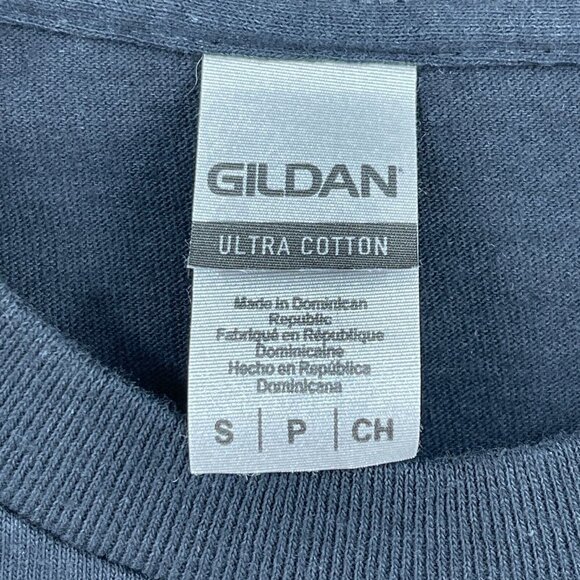 GILDAN
ULTRA COTTON
Made in Dominican
Republic
Fabriqué en République
Dominicaine
Hecho en República
Dominicana
S | P | CH